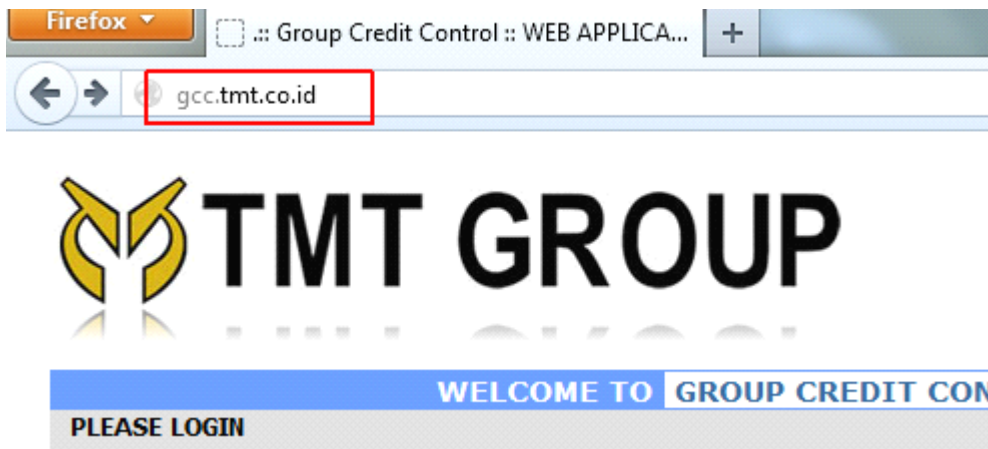 Firefox
.:: Group Credit Control :: WEB APPLICA...
gcc.tmt.co.id
TMT GROUP
WELCOME TO GROUP CREDIT CON
PLEASE LOGIN